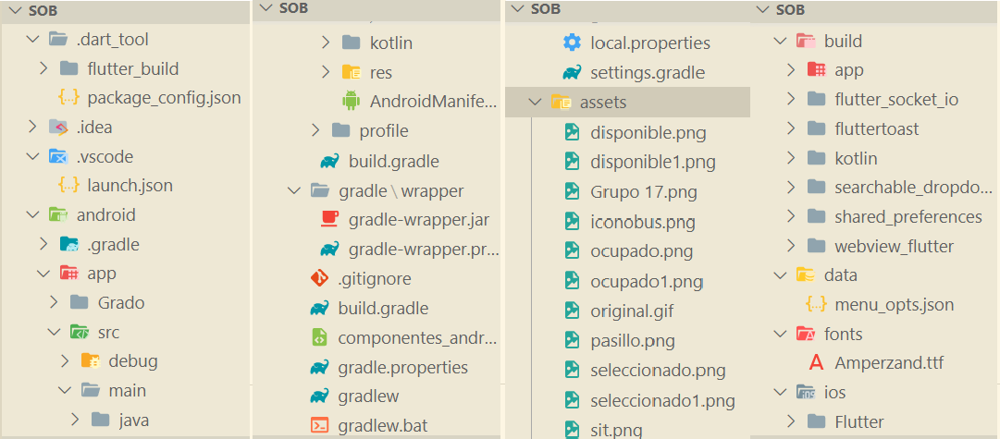 SOB
.dart_tool
flutter_build
package_config.json
.idea
.vscode
launch.json
android
.gradle
app
Grado
src
debug
main
java
SOB
kotlin
res
AndroidManife...
profile
build.gradle
gradle \ wrapper
gradle-wrapper.jar
gradle-wrapper.pr...
.gitignore
build.gradle
componentes_andr...
gradle.properties
gradlew
gradlew.bat
SOB
local.properties
settings.gradle
assets
disponible.png
disponible1.png
Grupo 17.png
iconobus.png
ocupado.png
ocupado1.png
original.gif
pasillo.png
seleccionado.png
seleccionado1.png
sit.png
SOB
build
app
flutter_socket_io
fluttertoast
kotlin
searchable_dropdo...
shared_preferences
webview_flutter
data
menu_opts.json
fonts
Amperzand.ttf
ios
Flutter